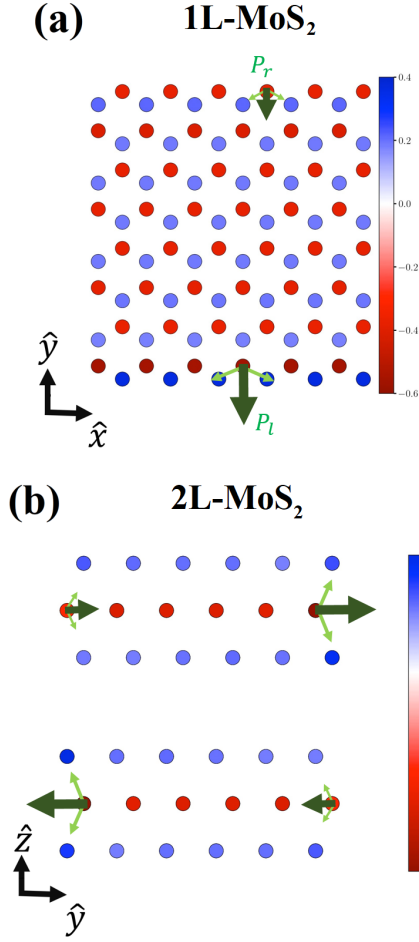 (a) 1L-MoS₂
Pᵣ
0.4
0.2
0.0
−0.2
−0.4
−0.6
ŷ
x̂
Pₗ
(b) 2L-MoS₂
ẑ
ŷ